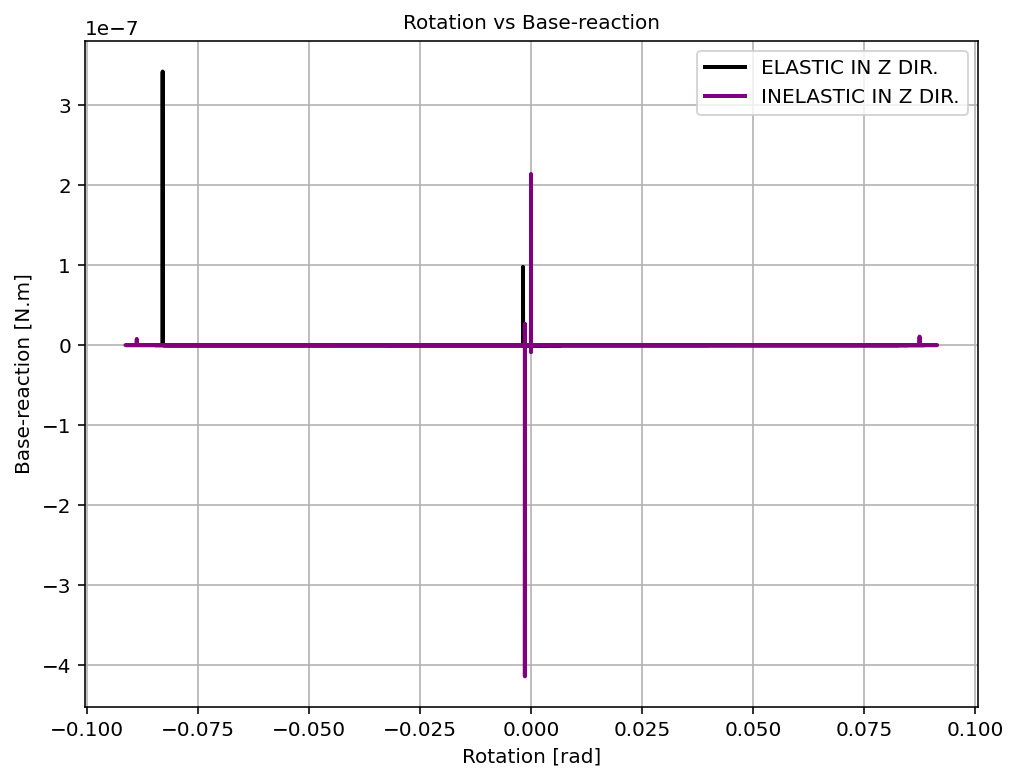 Rotation vs Base-reaction
1e−7
ELASTIC IN Z DIR.
INELASTIC IN Z DIR.
3
2
1
0
−1
−2
−3
−4
Base-reaction [N.m]
−0.100 −0.075 −0.050 −0.025 0.000 0.025 0.050 0.075 0.100
Rotation [rad]